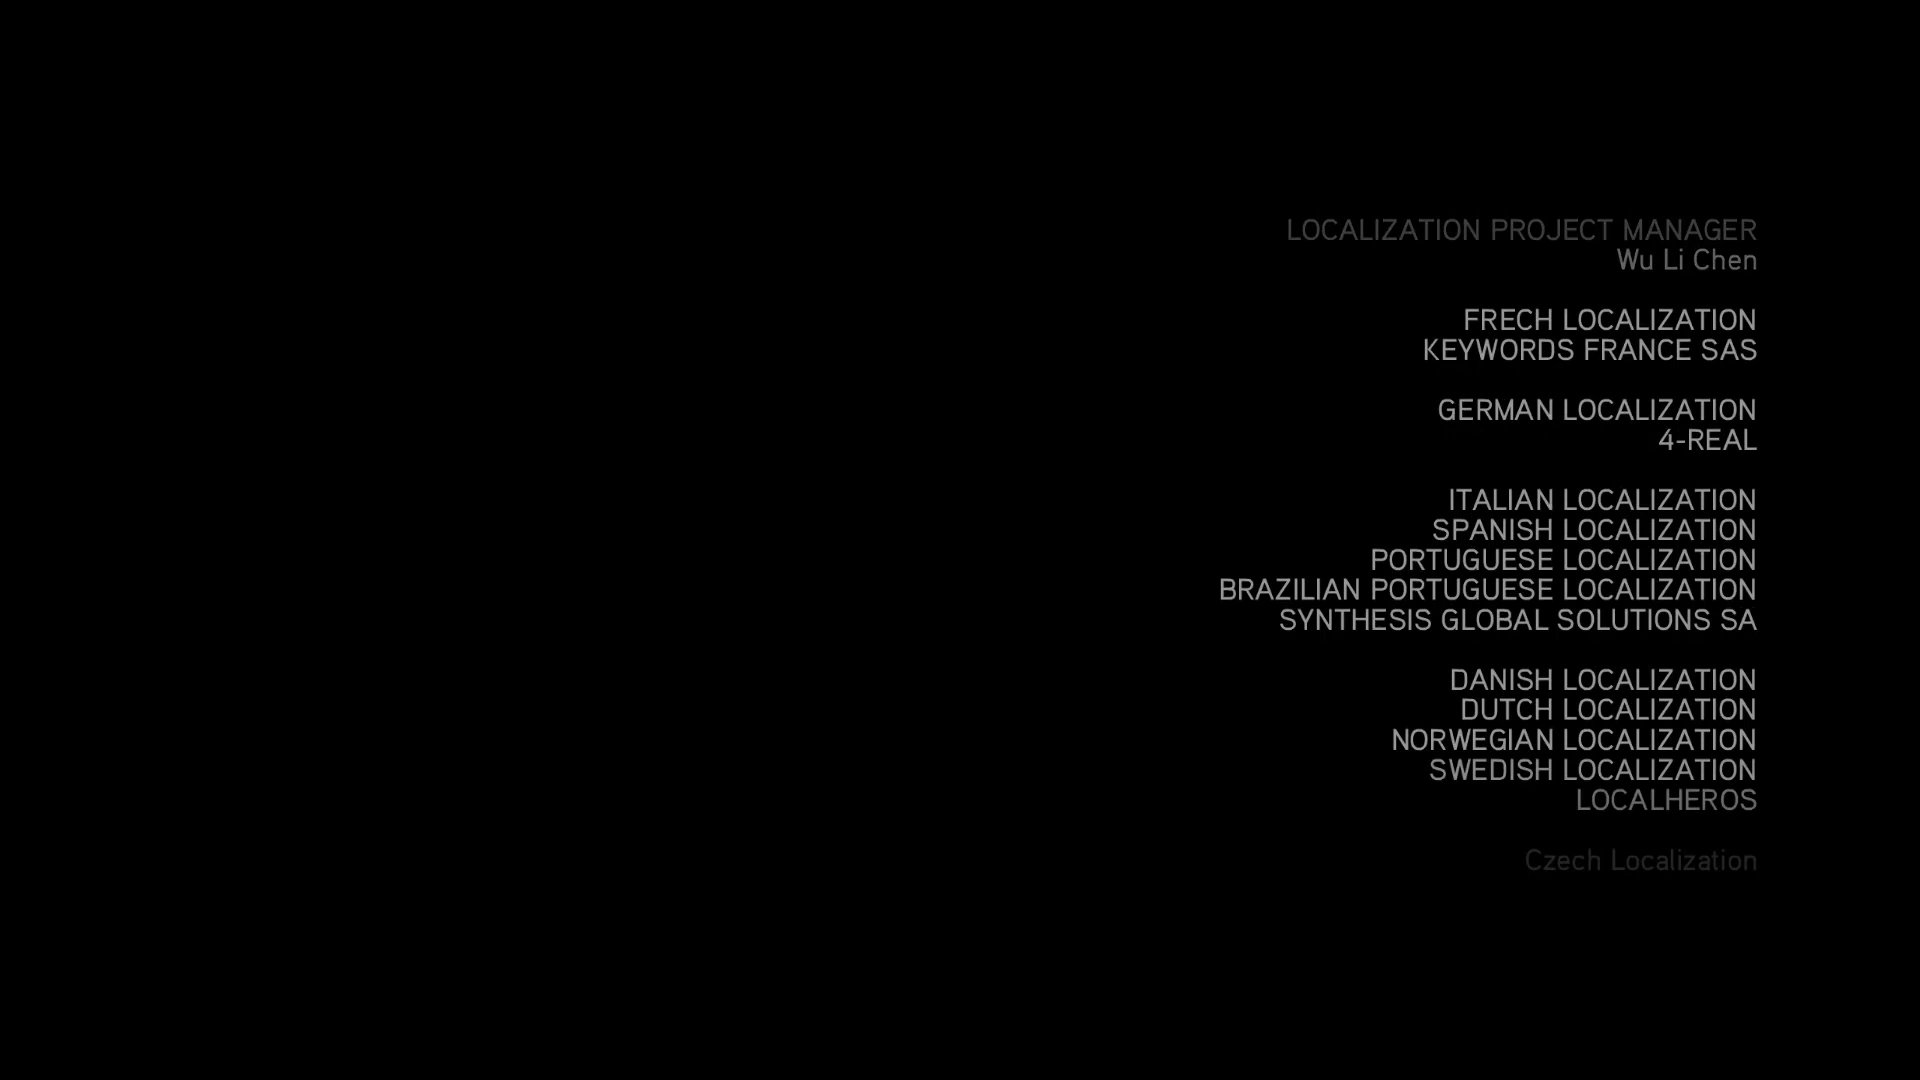 LOCALIZATION PROJECT MANAGER
Wu Li Chen
FRECH LOCALIZATION
KEYWORDS FRANCE SAS
GERMAN LOCALIZATION
4-REAL
ITALIAN LOCALIZATION
SPANISH LOCALIZATION
PORTUGUESE LOCALIZATION
BRAZILIAN PORTUGUESE LOCALIZATION
SYNTHESIS GLOBAL SOLUTIONS SA
DANISH LOCALIZATION
DUTCH LOCALIZATION
NORWEGIAN LOCALIZATION
SWEDISH LOCALIZATION
LOCALHEROS
Czech Localization